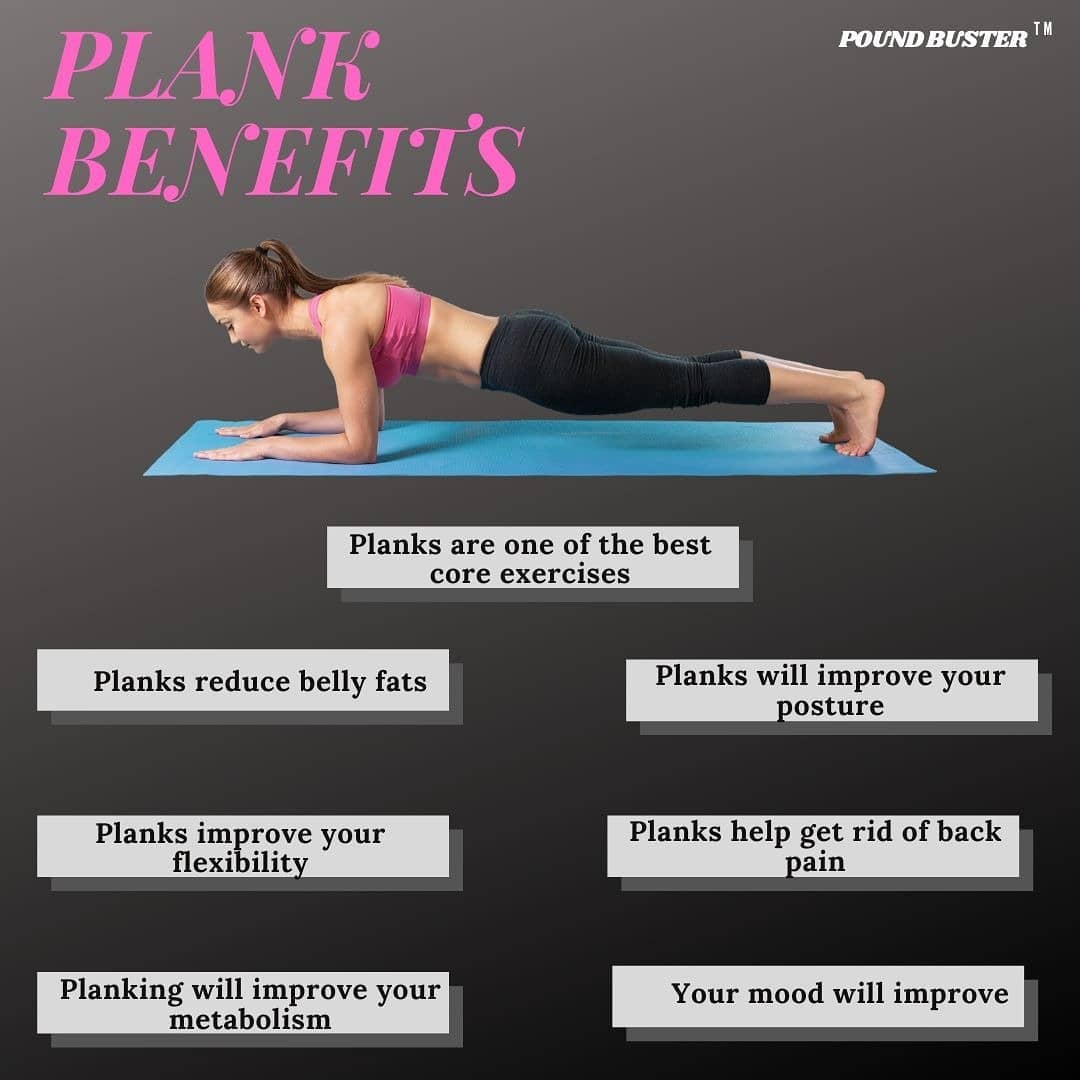 PLANK
BENEFITS
POUND BUSTER TM
Planks are one of the best
core exercises
Planks reduce belly fats
Planks will improve your
posture
Planks improve your
flexibility
Planks help get rid of back
pain
Planking will improve your
metabolism
Your mood will improve